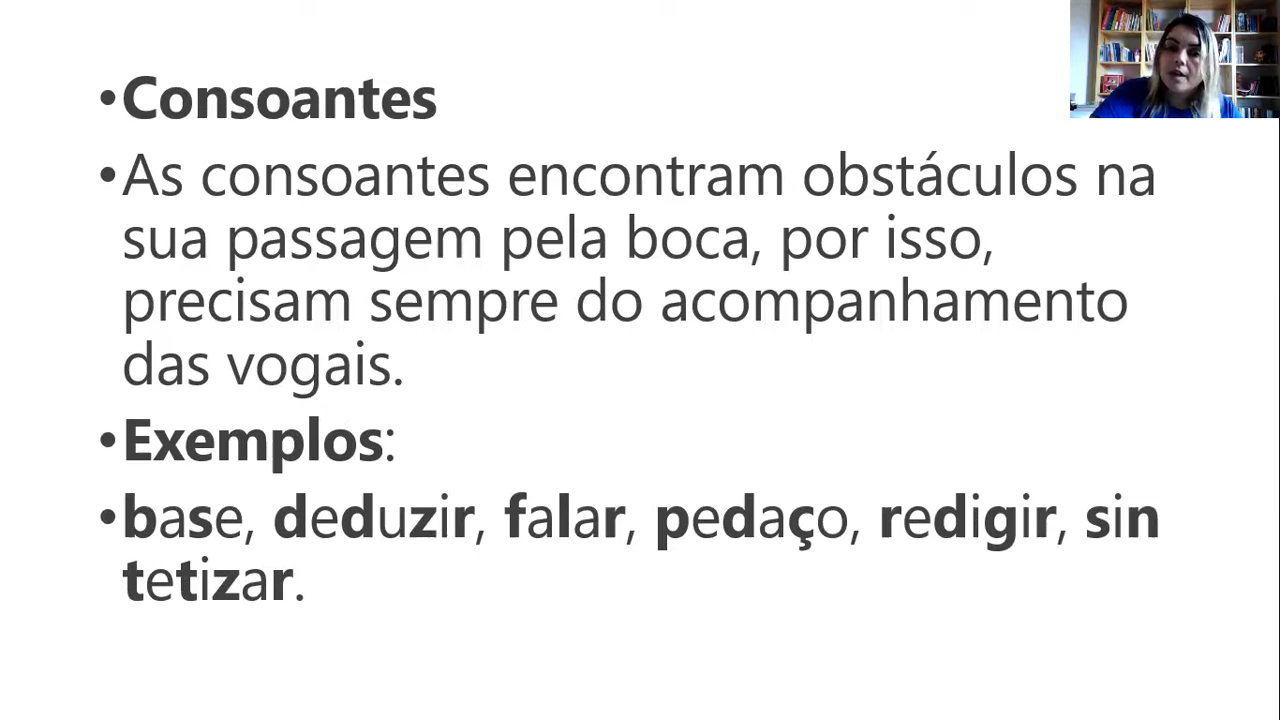 •Consoantes
•As consoantes encontram obstáculos na
sua passagem pela boca, por isso,
precisam sempre do acompanhamento
das vogais.
•Exemplos:
•base, deduzir, falar, pedaço, redigir, sin
tetizar.